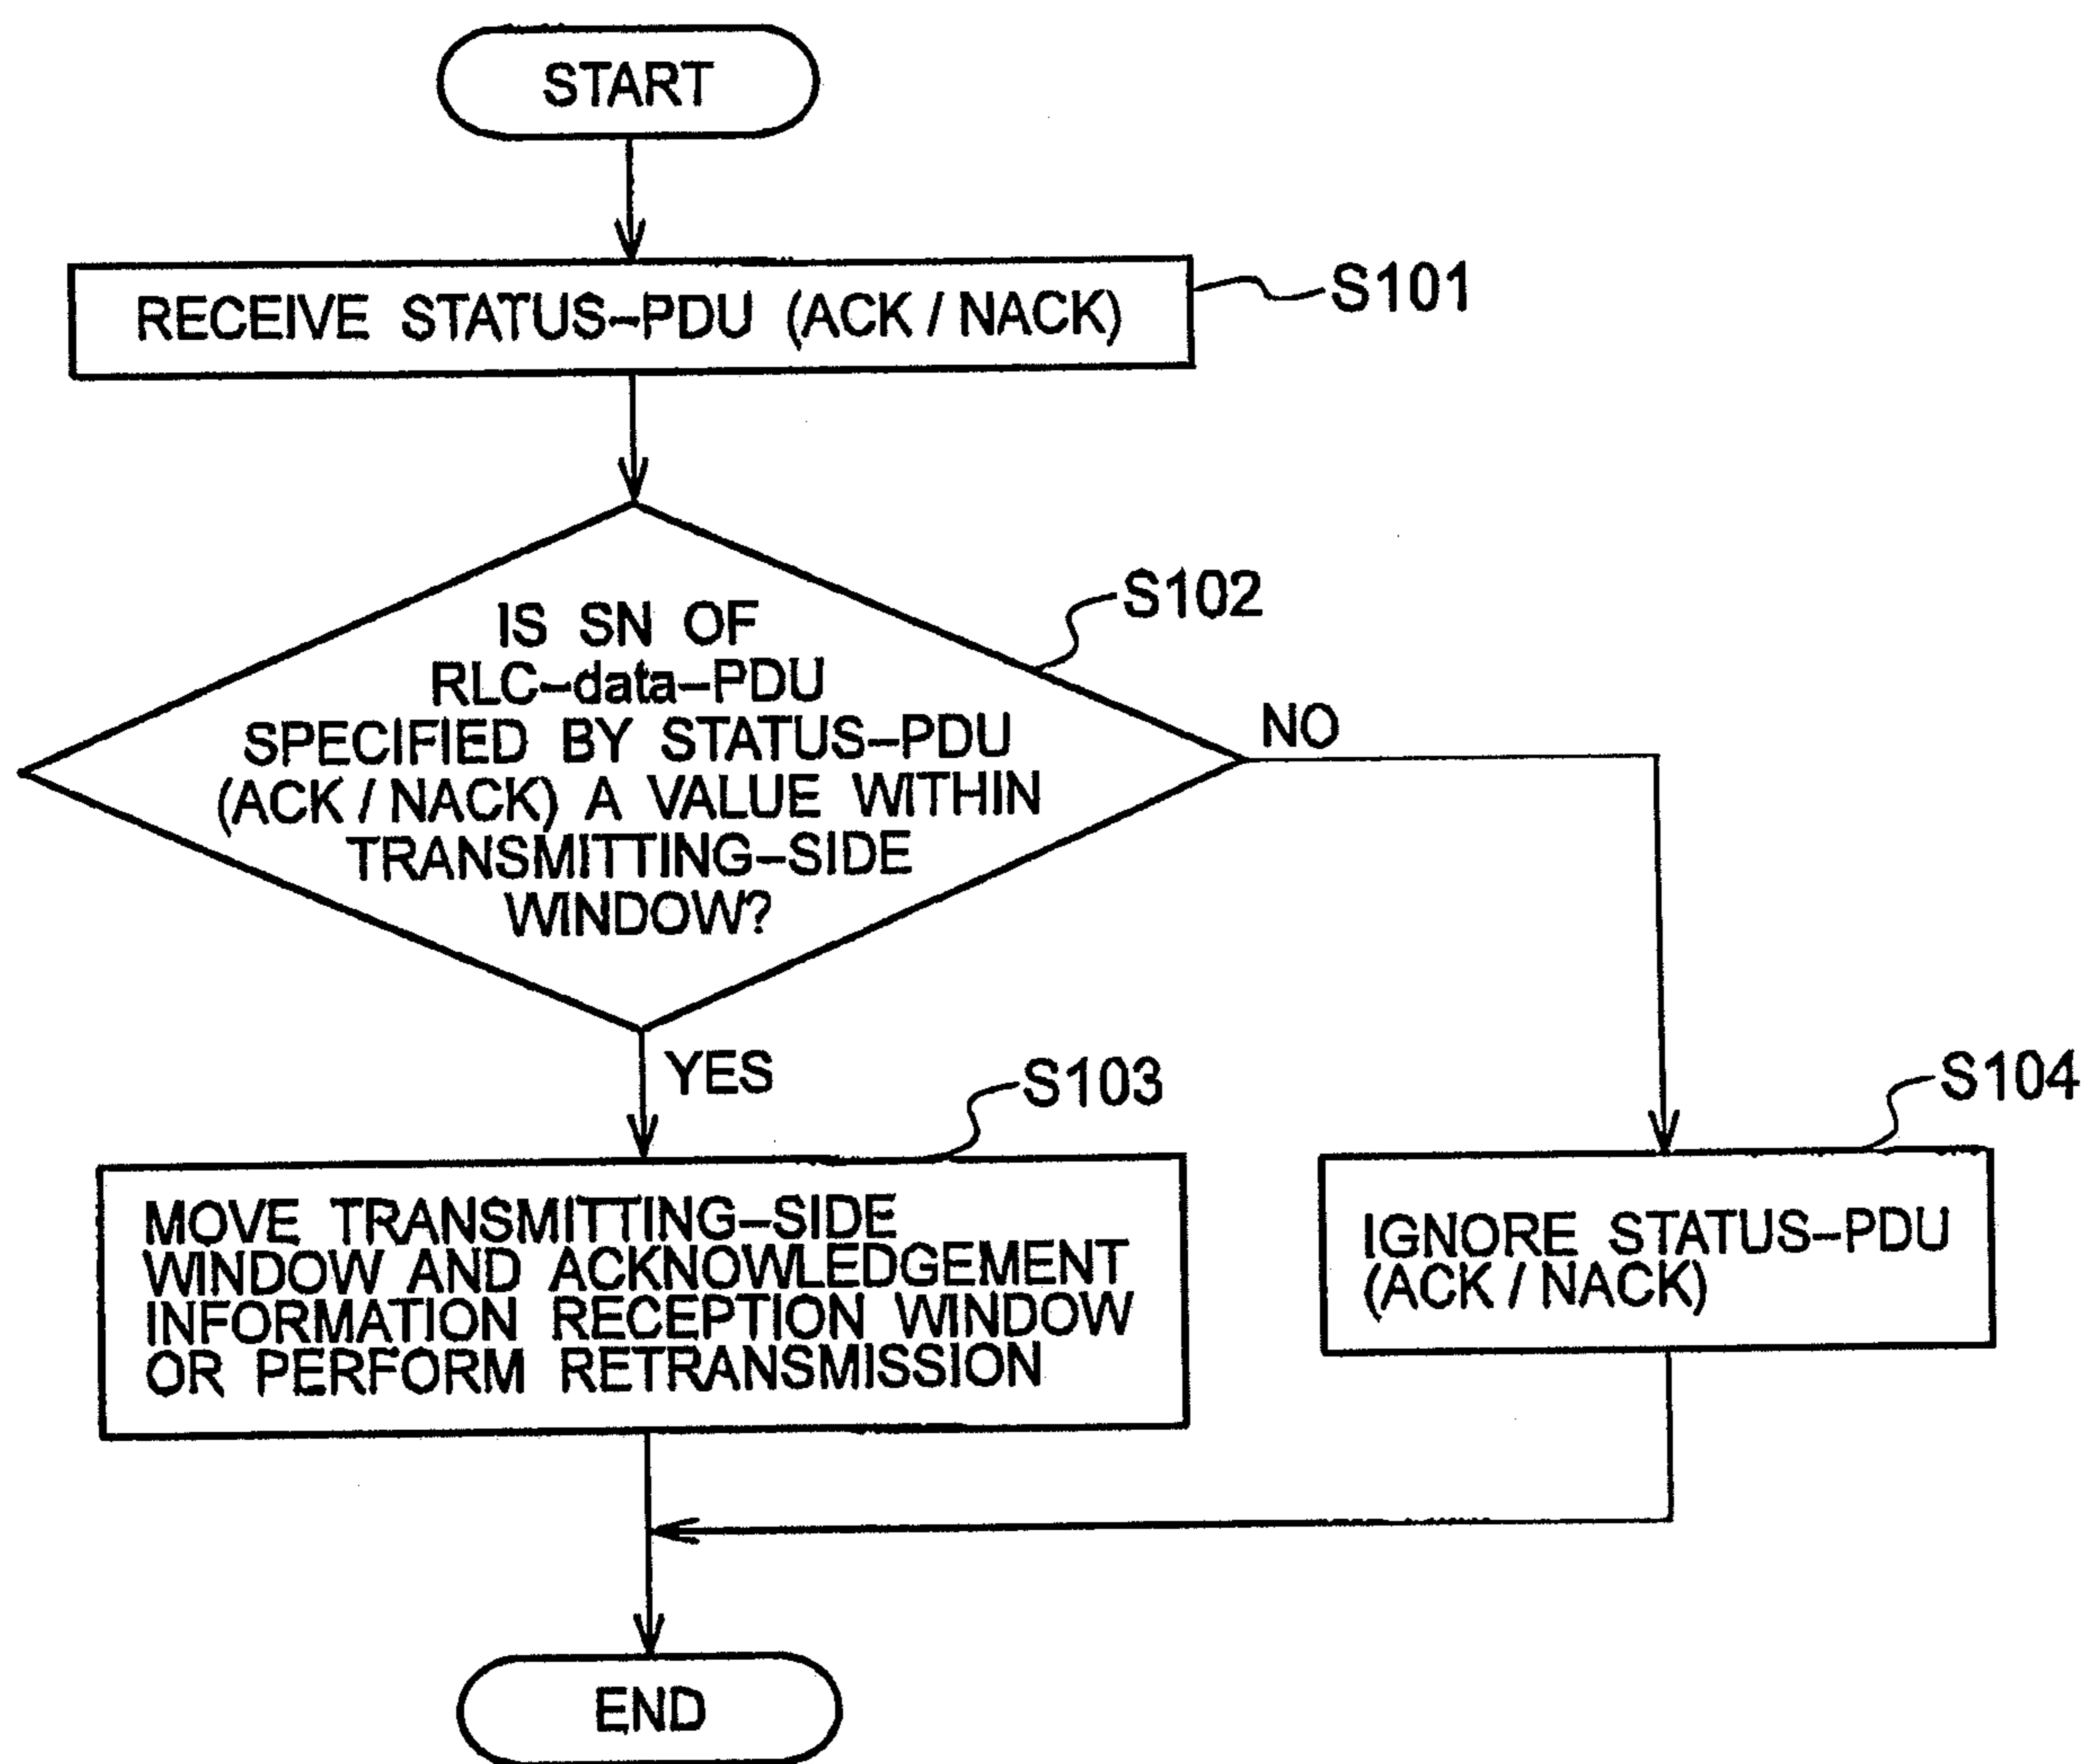 START
RECEIVE STATUS-PDU (ACK / NACK)
S101
IS SN OF
RLC-data-PDU
SPECIFIED BY STATUS-PDU
(ACK / NACK) A VALUE WITHIN
TRANSMITTING-SIDE
WINDOW?
S102
NO
YES
S103
MOVE TRANSMITTING-SIDE
WINDOW AND ACKNOWLEDGEMENT
INFORMATION RECEPTION WINDOW
OR PERFORM RETRANSMISSION
S104
IGNORE STATUS-PDU
(ACK / NACK)
END